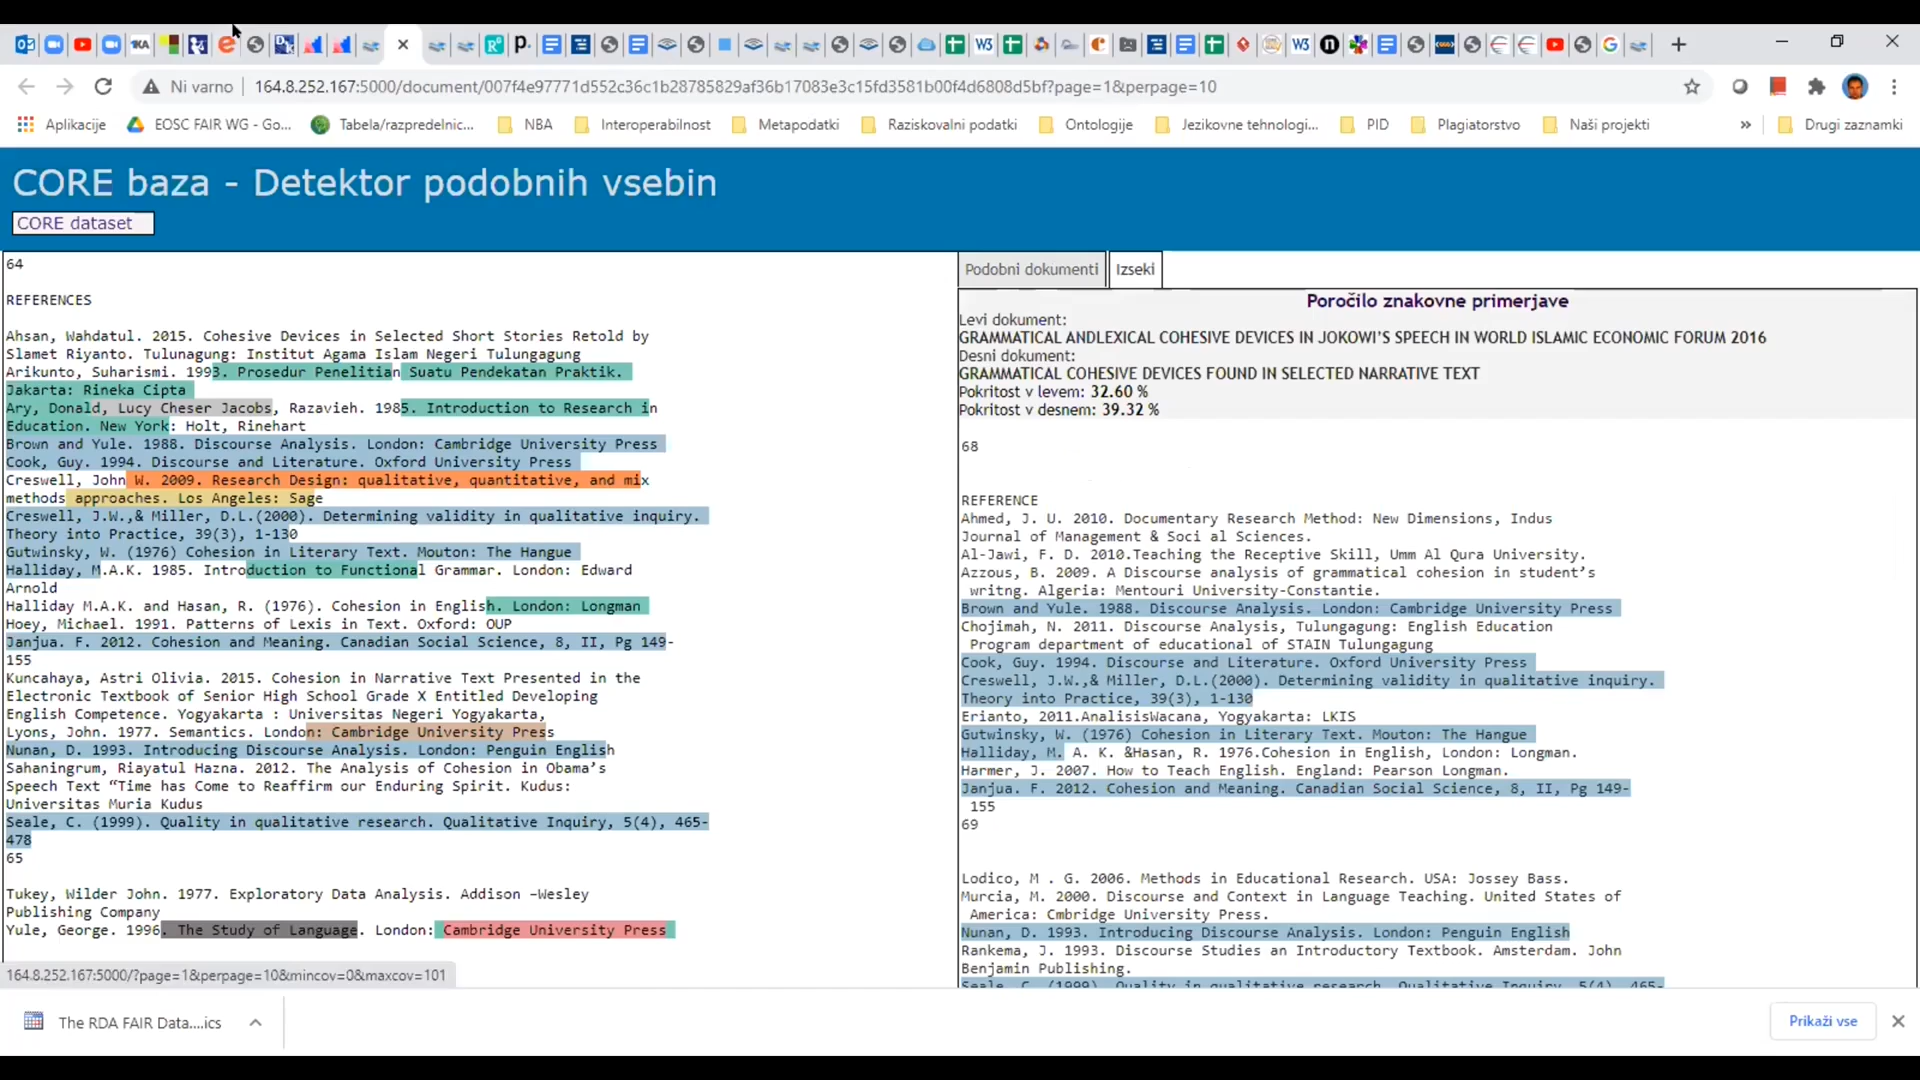 Ni varno
164.8.252.167:5000/document/007f4e97771d552c36c1b28785829af36b17083e3c15fd3581b00f4d6808d5bf?page=1&perpage=10
Aplikacije
EOSC FAIR WG - Go...
Tabela/razpredelnic...
NBA
Interoperabilnost
Metapodatki
Raziskovalni podatki
Ontologije
Jezikovne tehnologi...
PID
Plagiatorstvo
Naši projekti
»
Drugi zaznamki
CORE baza - Detektor podobnih vsebin
CORE dataset
64
REFERENCES
Ahsan, Wahdatul. 2015. Cohesive Devices in Selected Short Stories Retold by
Slamet Riyanto. Tulunagung: Institut Agama Islam Negeri Tulungagung
Arikunto, Suharismi. 1993. Prosedur Penelitian Suatu Pendekatan Praktik.
Jakarta: Rineka Cipta
Ary, Donald, Lucy Cheser Jacobs, Razavieh. 1985. Introduction to Research in
Education. New York: Holt, Rinehart
Brown and Yule. 1988. Discourse Analysis. London: Cambridge University Press
Cook, Guy. 1994. Discourse and Literature. Oxford University Press
Creswell, John W. 2009. Research Design: qualitative, quantitative, and mix
methods approaches. Los Angeles: Sage
Creswell, J.W.,& Miller, D.L.(2000). Determining validity in qualitative inquiry.
Theory into Practice, 39(3), 1-130
Gutwinsky, W. (1976) Cohesion in Literary Text. Mouton: The Hangue
Halliday, M.A.K. 1985. Introduction to Functional Grammar. London: Edward
Arnold
Halliday M.A.K. and Hasan, R. (1976). Cohesion in English. London: Longman
Hoey, Michael. 1991. Patterns of Lexis in Text. Oxford: OUP
Janjua. F. 2012. Cohesion and Meaning. Canadian Social Science, 8, II, Pg 149-
155
Kuncahaya, Astri Olivia. 2015. Cohesion in Narrative Text Presented in the
Electronic Textbook of Senior High School Grade X Entitled Developing
English Competence. Yogyakarta : Universitas Negeri Yogyakarta,
Lyons, John. 1977. Semantics. London: Cambridge University Press
Nunan, D. 1993. Introducing Discourse Analysis. London: Penguin English
Sahaningrum, Riayatul Hazna. 2012. The Analysis of Cohesion in Obama’s
Speech Text “Time has Come to Reaffirm our Enduring Spirit. Kudus:
Universitas Muria Kudus
Seale, C. (1999). Quality in qualitative research. Qualitative Inquiry, 5(4), 465-
478
65
Tukey, Wilder John. 1977. Exploratory Data Analysis. Addison –Wesley
Publishing Company
Yule, George. 1996. The Study of Language. London: Cambridge University Press
164.8.252.167:5000/?page=1&perpage=10&mincov=0&maxcov=101
Podobni dokumenti
Izseki
Poročilo znakovne primerjave
Levi dokument:
GRAMMATICAL ANDLEXICAL COHESIVE DEVICES IN JOKOWI’S SPEECH IN WORLD ISLAMIC ECONOMIC FORUM 2016
Desni dokument:
GRAMMATICAL COHESIVE DEVICES FOUND IN SELECTED NARRATIVE TEXT
Pokritost v levem: 32.60 %
Pokritost v desnem: 39.32 %
68
REFERENCE
Ahmed, J. U. 2010. Documentary Research Method: New Dimensions, Indus
Journal of Management & Soci al Sciences.
Al-Jawi, F. D. 2010.Teaching the Receptive Skill, Umm Al Qura University.
Azzous, B. 2009. A Discourse analysis of grammatical cohesion in student’s
writng. Algeria: Mentouri University-Constantie.
Brown and Yule. 1988. Discourse Analysis. London: Cambridge University Press
Chojimah, N. 2011. Discourse Analysis, Tulungagung: English Education
Program department of educational of STAIN Tulungagung
Cook, Guy. 1994. Discourse and Literature. Oxford University Press
Creswell, J.W.,& Miller, D.L.(2000). Determining validity in qualitative inquiry.
Theory into Practice, 39(3), 1-130
Erianto, 2011.AnalisisWacana, Yogyakarta: LKIS
Gutwinsky, W. (1976) Cohesion in Literary Text. Mouton: The Hangue
Halliday, M. A. K. &Hasan, R. 1976.Cohesion in English, London: Longman.
Harmer, J. 2007. How to Teach English. England: Pearson Longman.
Janjua. F. 2012. Cohesion and Meaning. Canadian Social Science, 8, II, Pg 149-
155
69
Lodico, M . G. 2006. Methods in Educational Research. USA: Jossey Bass.
Murcia, M. 2000. Discourse and Context in Language Teaching. United States of
America: Cmbridge University Press.
Nunan, D. 1993. Introducing Discourse Analysis. London: Penguin English
Rankema, J. 1993. Discourse Studies an Introductory Textbook. Amsterdam. John
Benjamin Publishing.
Seale, C. (1999). Quality in qualitative research. Qualitative Inquiry, 5(4), 465-
The RDA FAIR Data....ics
Prikaži vse